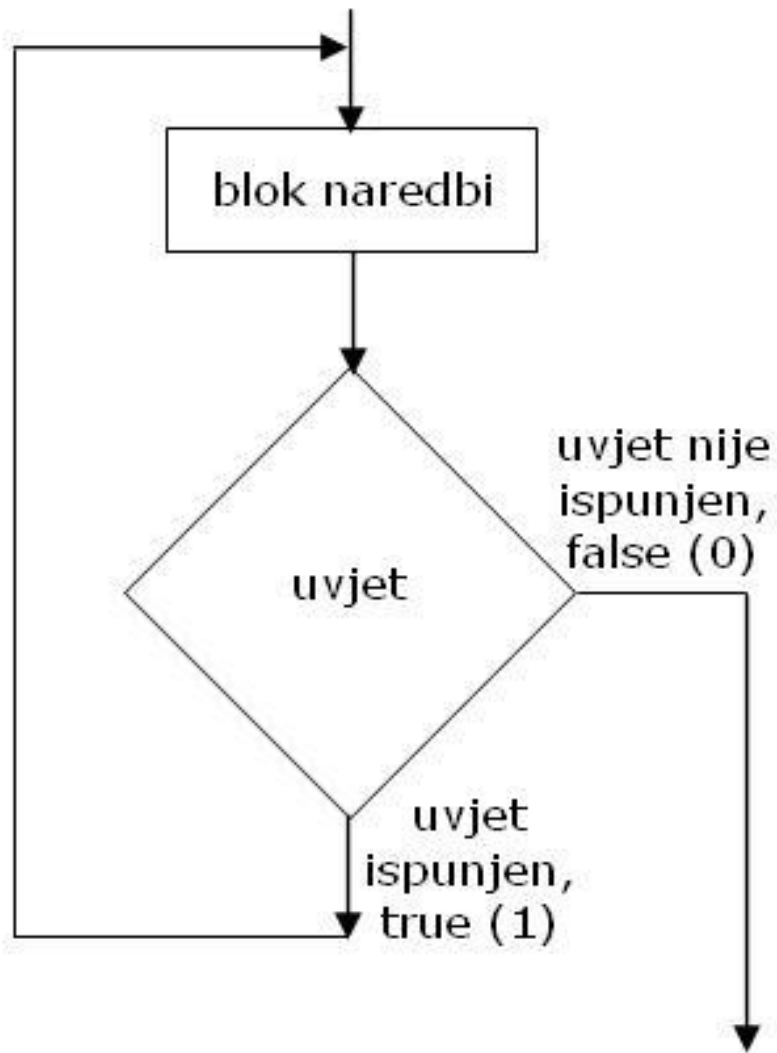 blok naredbi
uvjet nije
ispunjen,
false (0)
uvjet
uvjet
ispunjen,
true (1)